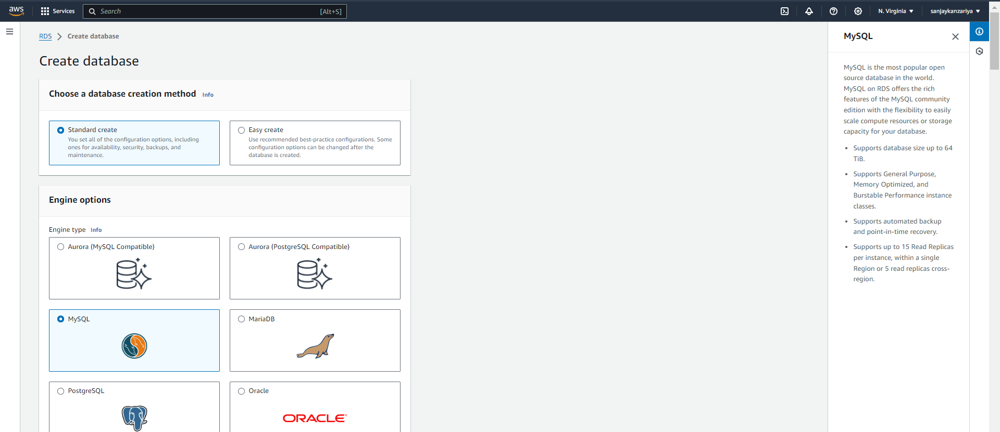 aws
Services
Search
[Alt+S]
N. Virginia
sanjaykanzariya
RDS
Create database
Create database
Choose a database creation method Info
Standard create
You set all of the configuration options, including
ones for availability, security, backups, and
maintenance.
Easy create
Use recommended best-practice configurations. Some
configuration options can be changed after the
database is created.
Engine options
Engine type Info
Aurora (MySQL Compatible)
Aurora (PostgreSQL Compatible)
MySQL
MariaDB
PostgreSQL
Oracle
ORACLE
MySQL
MySQL is the most popular open
source database in the world.
MySQL on RDS offers the rich
features of the MySQL community
edition with the flexibility to easily
scale compute resources or storage
capacity for your database.
• Supports database size up to 64
TiB.
• Supports General Purpose,
Memory Optimized, and
Burstable Performance instance
classes.
• Supports automated backup
and point-in-time recovery.
• Supports up to 15 Read Replicas
per instance, within a single
Region or 5 read replicas cross-
region.